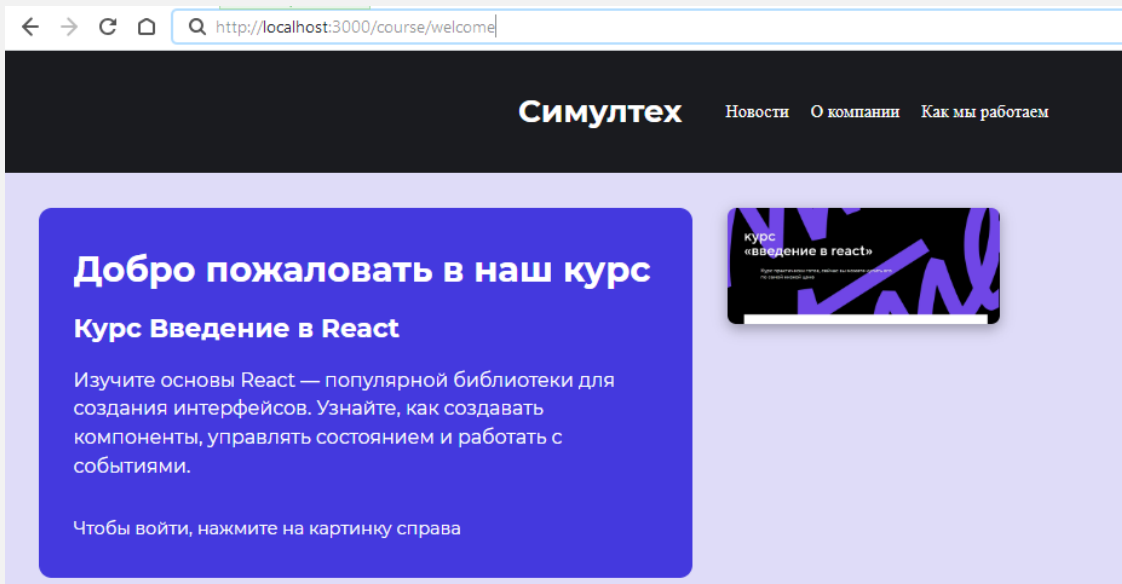 http://localhost:3000/course/welcome
Симултех
Новости О компании Как мы работаем
Добро пожаловать в наш курс
Курс Введение в React
Изучите основы React — популярной библиотеки для
создания интерфейсов. Узнайте, как создавать
компоненты, управлять состоянием и работать с
событиями.
Чтобы войти, нажмите на картинку справа
курс
«введение в react»